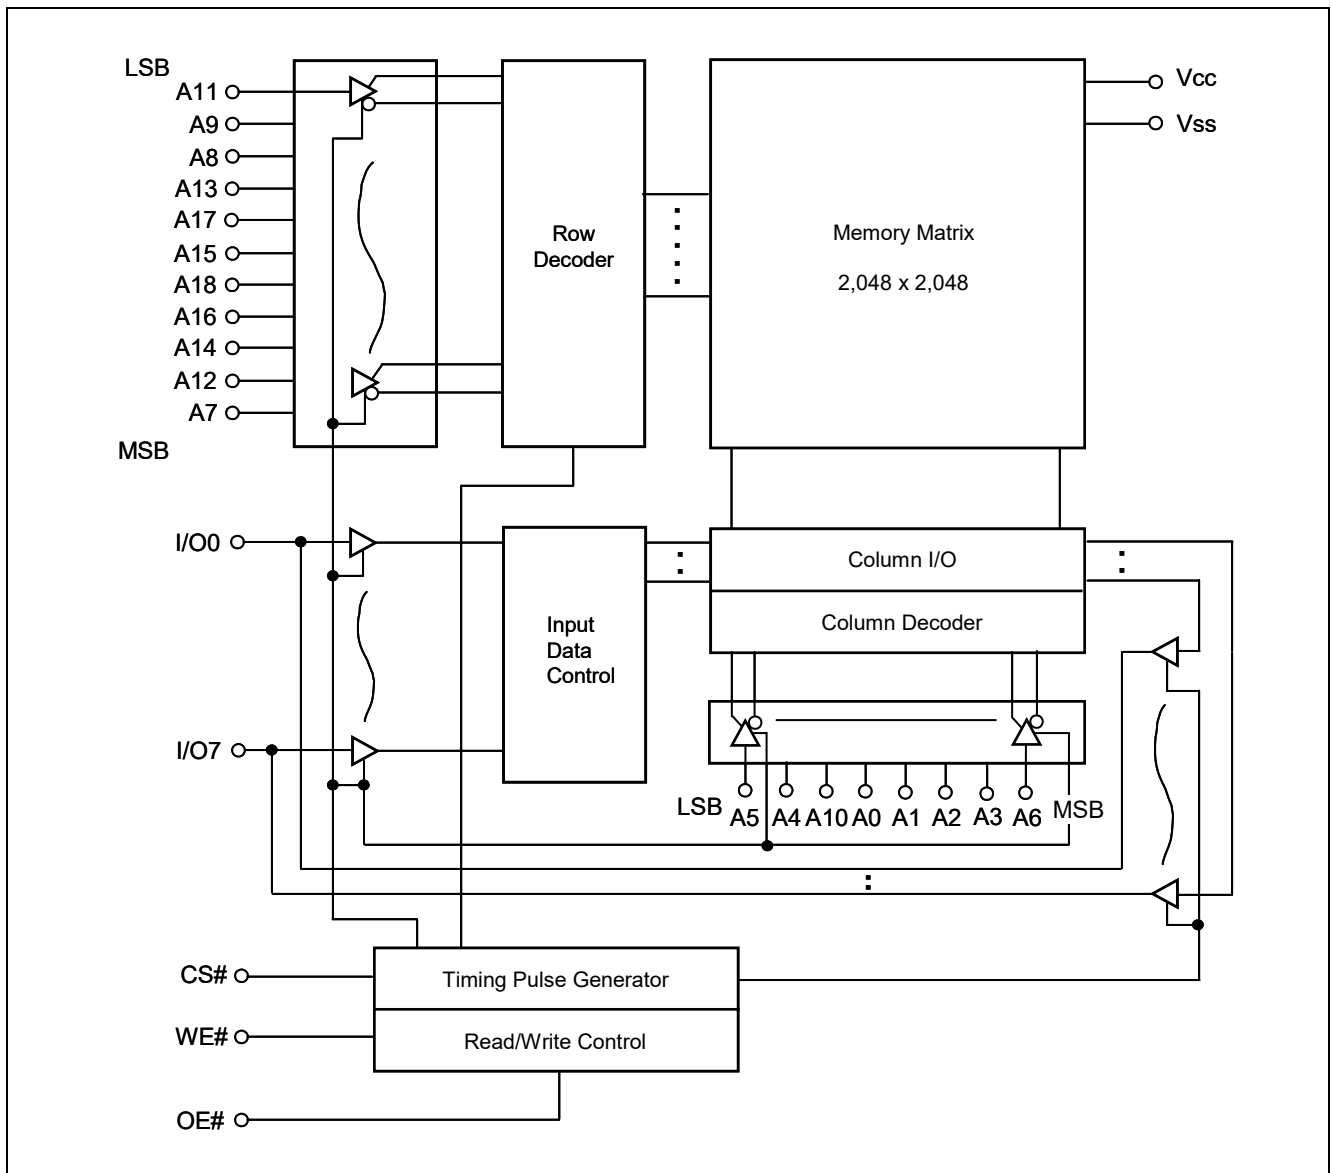 LSB
A11
A9
A8
A13
A17
A15
A18
A16
A14
A12
A7
MSB
Row
Decoder
Memory Matrix
2,048 x 2,048
Vcc
Vss
I/O0
I/O7
Input
Data
Control
Column I/O
Column Decoder
LSB
A5 A4 A10 A0 A1 A2 A3 A6
MSB
CS#
WE#
OE#
Timing Pulse Generator
Read/Write Control